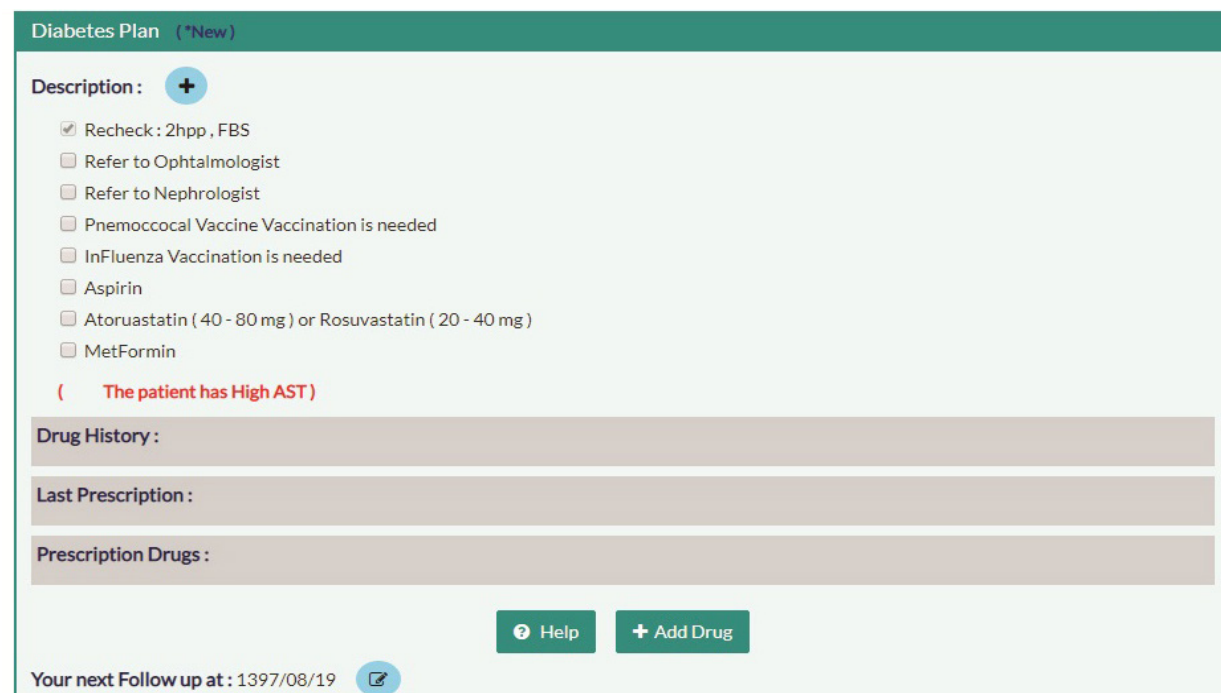 Diabetes Plan (*New)
Description :
Recheck : 2hpp , FBS
Refer to Ophtalmologist
Refer to Nephrologist
Pnemoccocal Vaccine Vaccination is needed
InFluenza Vaccination is needed
Aspirin
Atoruastatin ( 40 - 80 mg ) or Rosuvastatin ( 20 - 40 mg )
MetFormin
( The patient has High AST )
Drug History :
Last Prescription :
Prescription Drugs :
Help + Add Drug
Your next Follow up at : 1397/08/19